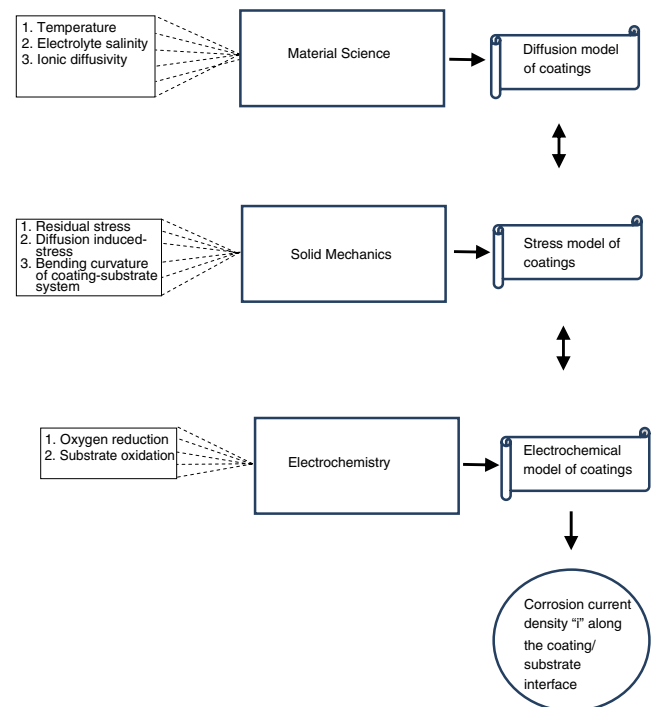 1. Temperature
2. Electrolyte salinity
3. Ionic diffusivity
Material Science
Diffusion model
of coatings
1. Residual stress
2. Diffusion induced-
stress
3. Bending curvature
of coating-substrate
system
Solid Mechanics
Stress model of
coatings
1. Oxygen reduction
2. Substrate oxidation
Electrochemistry
Electrochemical
model of coatings
Corrosion current
density “i” along
the coating/
substrate
interface